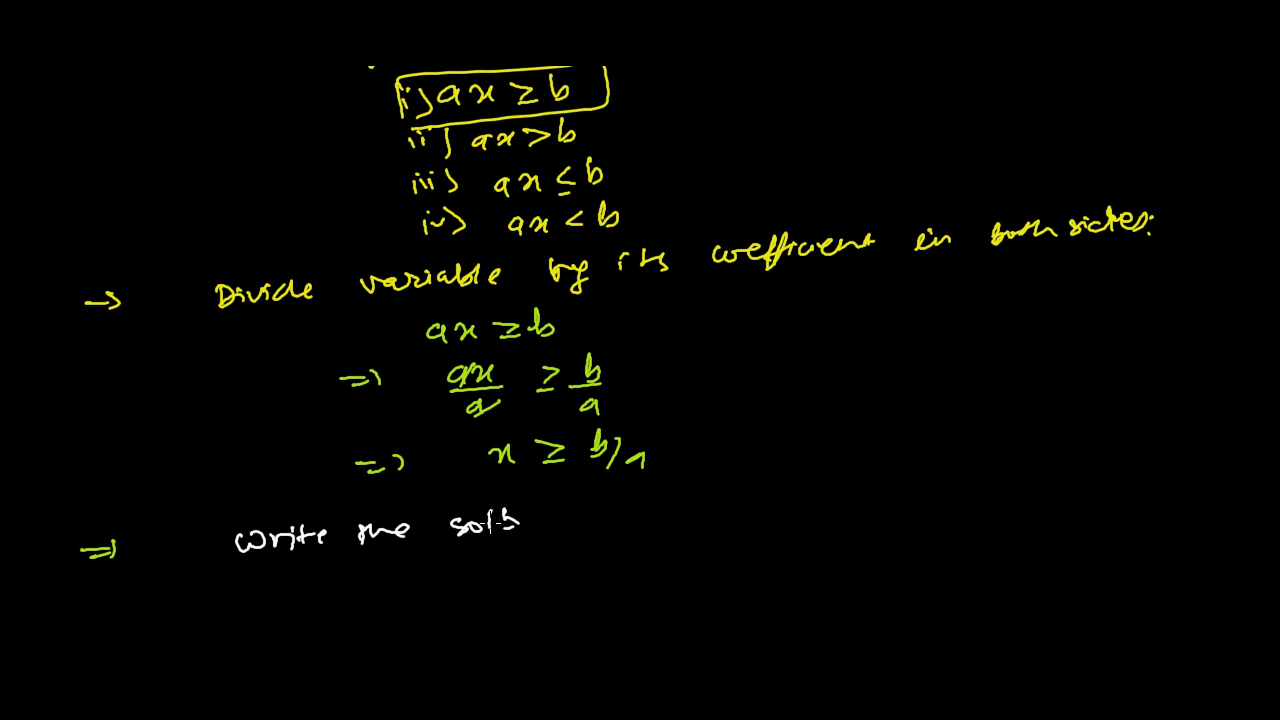 i) ax ≥ b
ii) ax > b
iii) ax ≤ b
iv) ax < b
→ Divide variable by its coefficient in both sides.
ax ≥ b
⇒ ax/a ≥ b/a
⇒ x ≥ b/a
⇒ Write the sol